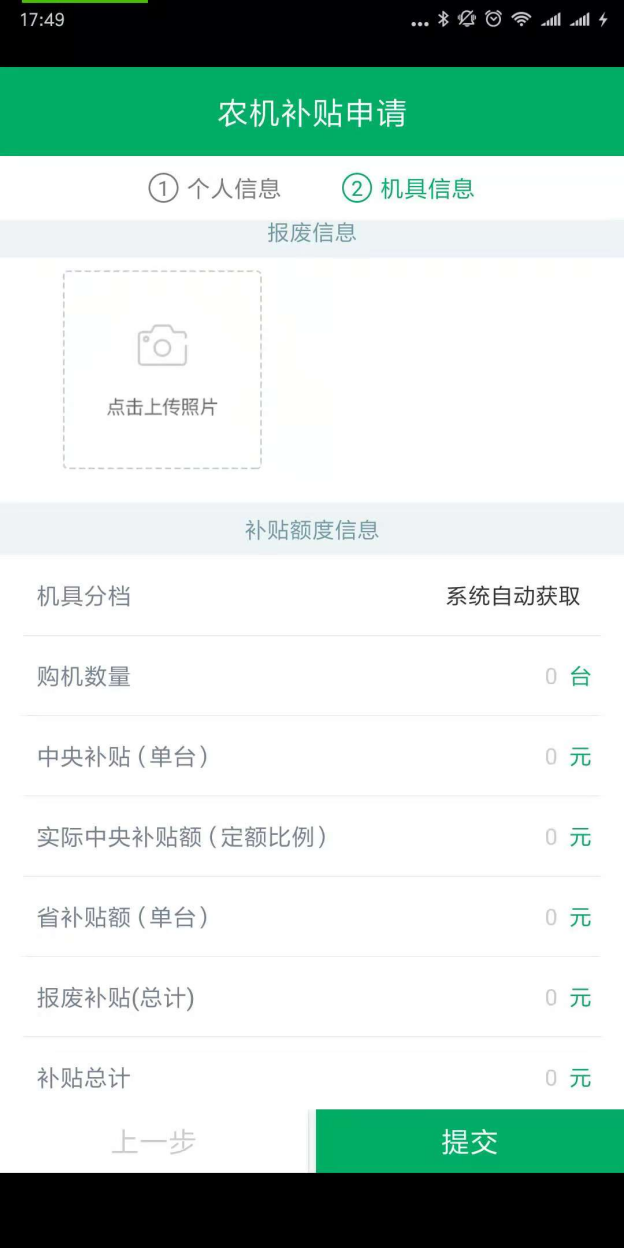 17:49
农机补贴申请
1 个人信息 2 机具信息
报废信息
点击上传照片
补贴额度信息
机具分档 系统自动获取
购机数量 0 台
中央补贴(单台) 0 元
实际中央补贴额(定额比例) 0 元
省补贴额(单台) 0 元
报废补贴(总计) 0 元
补贴总计 0 元
上一步 提交